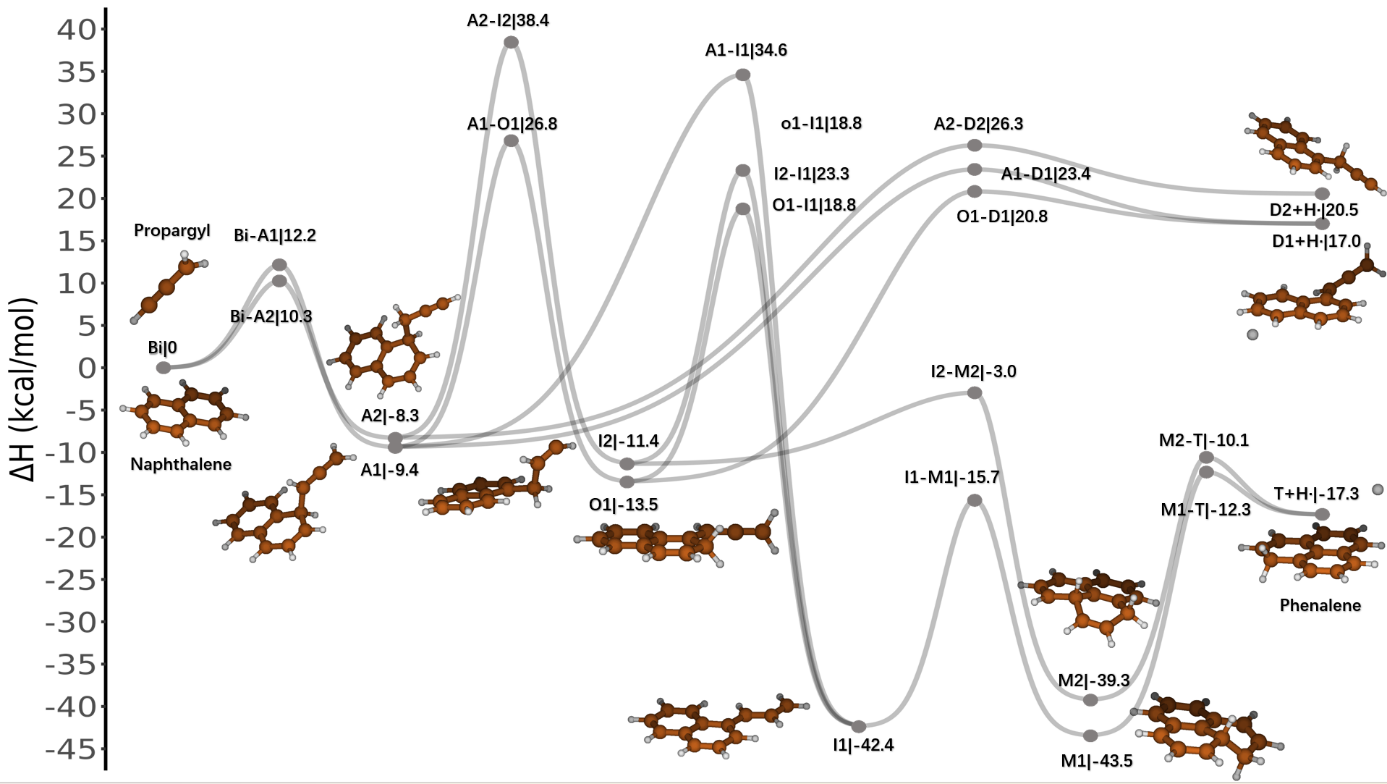 40
35
30
25
20
15
10
5
0
-5
-10
-15
-20
-25
-30
-35
-40
-45
ΔH (kcal/mol)
Propargyl
Bi|0
Naphthalene
Bi-A1|12.2
Bi-A2|10.3
A2|-8.3
A1|-9.4
A2-I2|38.4
A1-O1|26.8
I2|-11.4
O1|-13.5
A1-I1|34.6
o1-I1|18.8
I2-I1|23.3
O1-I1|18.8
I1|-42.4
A2-D2|26.3
A1-D1|23.4
O1-D1|20.8
I2-M2|-3.0
I1-M1|-15.7
M2|-39.3
M1|-43.5
M2-T|-10.1
M1-T|-12.3
D2+H·|20.5
D1+H·|17.0
T+H·|-17.3
Phenalene